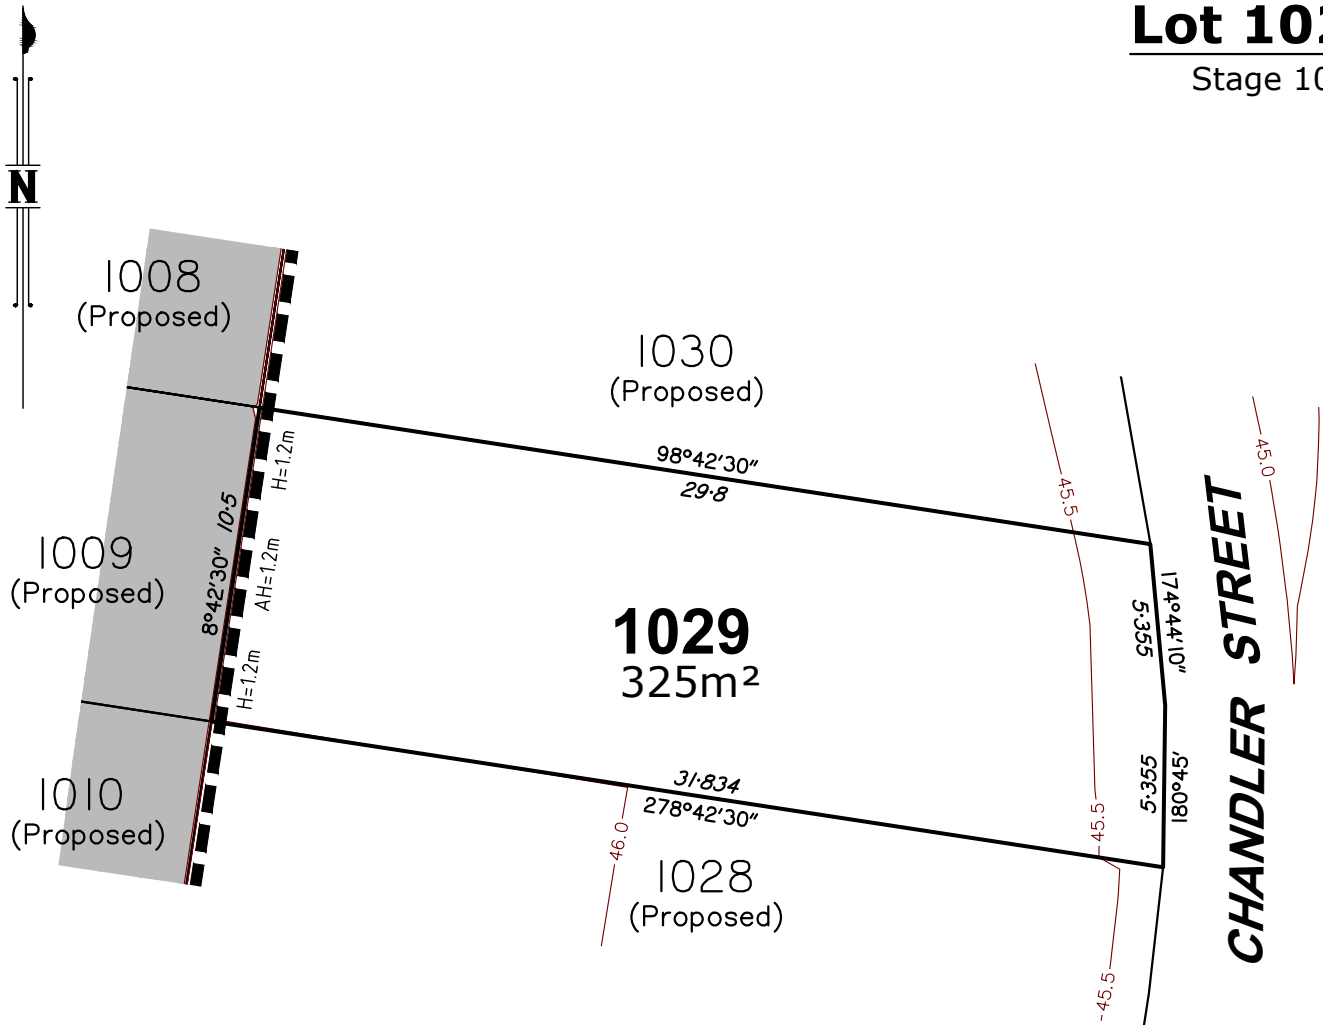 Lot 102
Stage 10
N
1008
(Proposed)
1030
(Proposed)
98°42'30"
29·8
45.5
45.0
H=1.2m
10·5
8°42'30"
AH=1.2m
H=1.2m
1009
(Proposed)
1029
325m²
174°44'10"
5·355
CHANDLER STREET
5·355
180°45'
31·834
278°42'30"
46.0
45.5
1010
(Proposed)
1028
(Proposed)
45.5